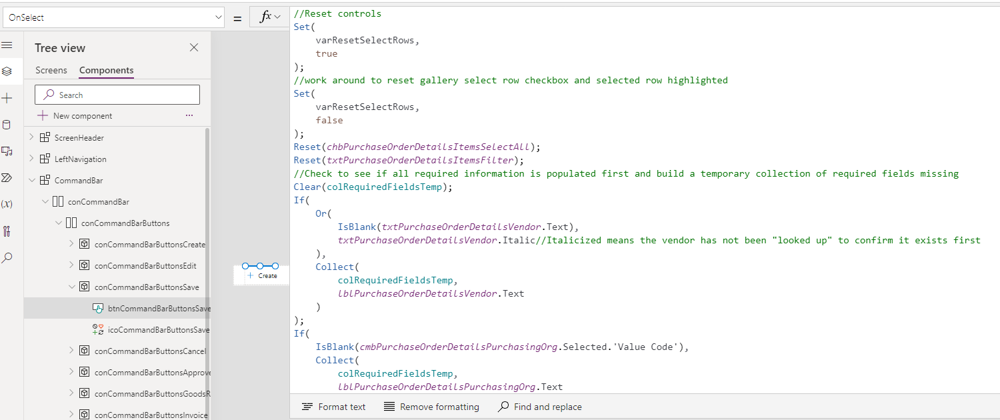 OnSelect
=
fx
Tree view
Screens
Components
Search
New component
...
ScreenHeader
LeftNavigation
CommandBar
conCommandBar
conCommandBarButtons
conCommandBarButtonsCreate
conCommandBarButtonsEdit
conCommandBarButtonsSave
btnCommandBarButtonsSave
icoCommandBarButtonsSave
conCommandBarButtonsCancel
conCommandBarButtonsApprove
conCommandBarButtonsGoodsR
conCommandBarButtonsInvoice
(x)
Create
//Reset controls
Set(
    varResetSelectRows,
    true
);
//work around to reset gallery select row checkbox and selected row highlighted
Set(
    varResetSelectRows,
    false
);
Reset(chbPurchaseOrderDetailsItemsSelectAll);
Reset(txtPurchaseOrderDetailsItemsFilter);
//Check to see if all required information is populated first and build a temporary collection of required fields missing
Clear(colRequiredFieldsTemp);
If(
    Or(
        IsBlank(txtPurchaseOrderDetailsVendor.Text),
        txtPurchaseOrderDetailsVendor.Italic//Italicized means the vendor has not been "looked up" to confirm it exists first
    ),
    Collect(
        colRequiredFieldsTemp,
        lblPurchaseOrderDetailsVendor.Text
    )
);
If(
    IsBlank(cmbPurchaseOrderDetailsPurchasingOrg.Selected.'Value Code'),
    Collect(
        colRequiredFieldsTemp,
        lblPurchaseOrderDetailsPurchasingOrg.Text
Format text
Remove formatting
Find and replace